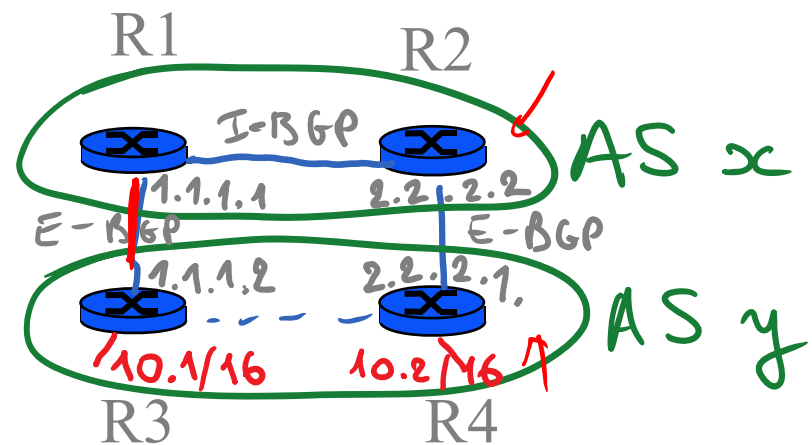 R1 R2
I-BGP
AS x
1.1.1.1 2.2.2.2
E-BGP E-BGP
1.1.1.2 2.2.2.1.
AS y
10.1/16 10.2/16
R3 R4